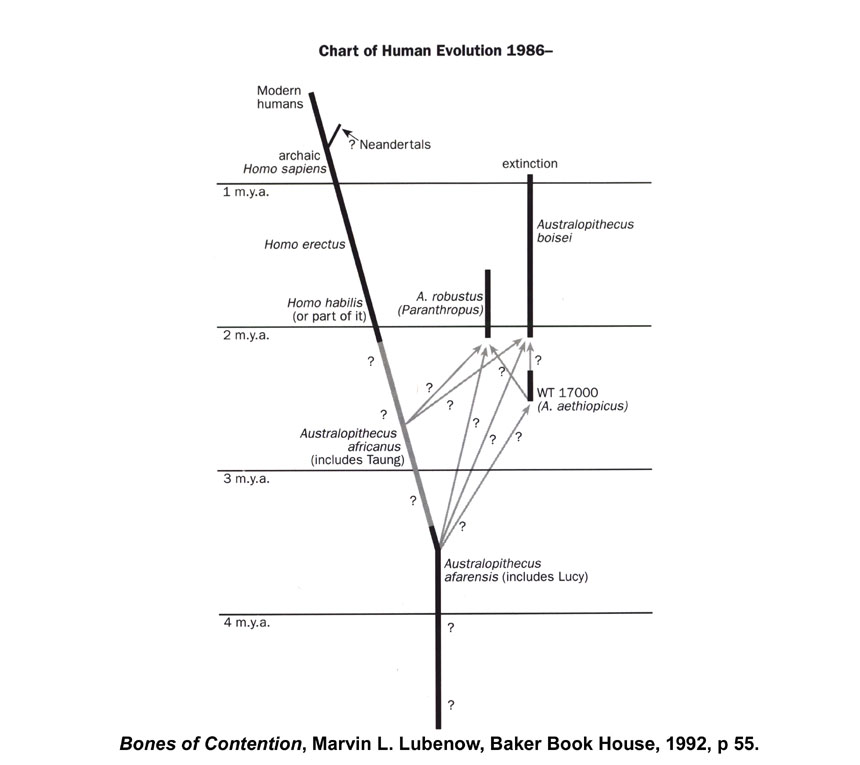 Chart of Human Evolution 1986–
Modern
humans
? Neandertals
archaic
Homo sapiens
extinction
1 m.y.a.
Australopithecus
boisei
Homo erectus
A. robustus
(Paranthropus)
Homo habilis
(or part of it)
2 m.y.a.
?
?
?
?
WT 17000
(A. aethiopicus)
?
?
?
?
?
?
Australopithecus
africanus
(includes Taung)
3 m.y.a.
?
?
Australopithecus
afarensis (includes Lucy)
4 m.y.a.
?
?
Bones of Contention, Marvin L. Lubenow, Baker Book House, 1992, p 55.